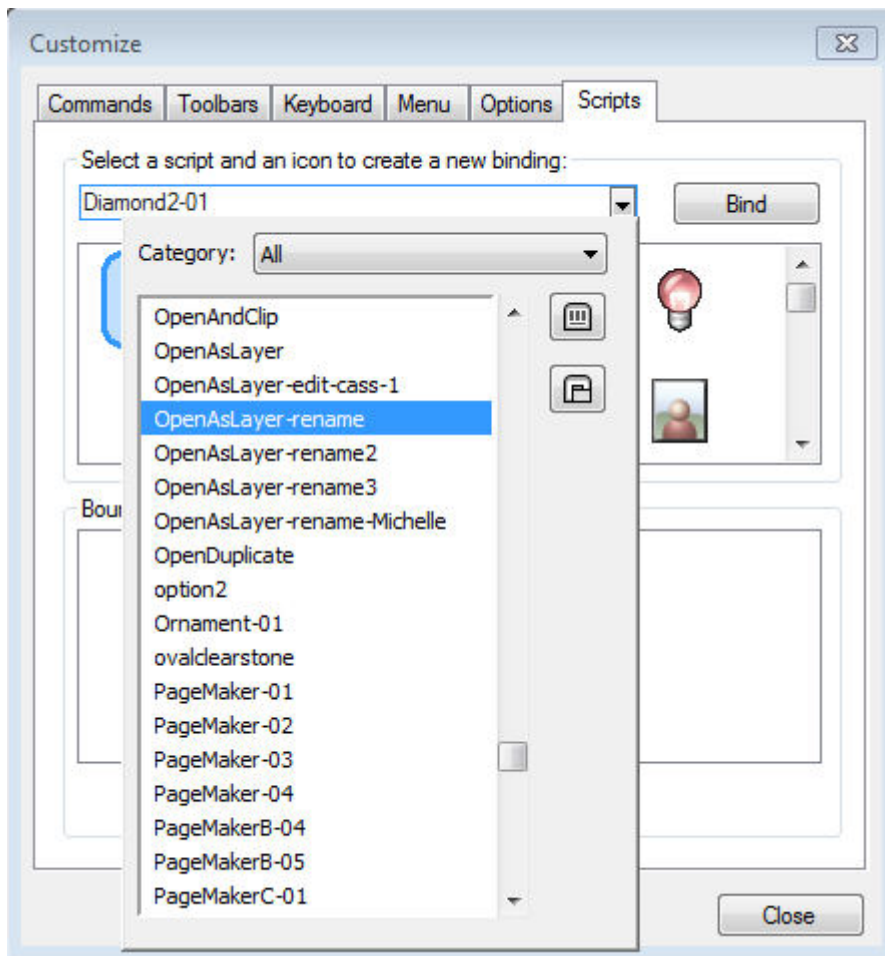 Customize
Commands Toolbars Keyboard Menu Options Scripts
Select a script and an icon to create a new binding:
Diamond2-01
Bind
Category: All
OpenAndClip
OpenAsLayer
OpenAsLayer-edit-cass-1
OpenAsLayer-rename
OpenAsLayer-rename2
OpenAsLayer-rename3
OpenAsLayer-rename-Michelle
OpenDuplicate
option2
Ornament-01
ovalclearstone
PageMaker-01
PageMaker-02
PageMaker-03
PageMaker-04
PageMakerB-04
PageMakerB-05
PageMakerC-01
Close